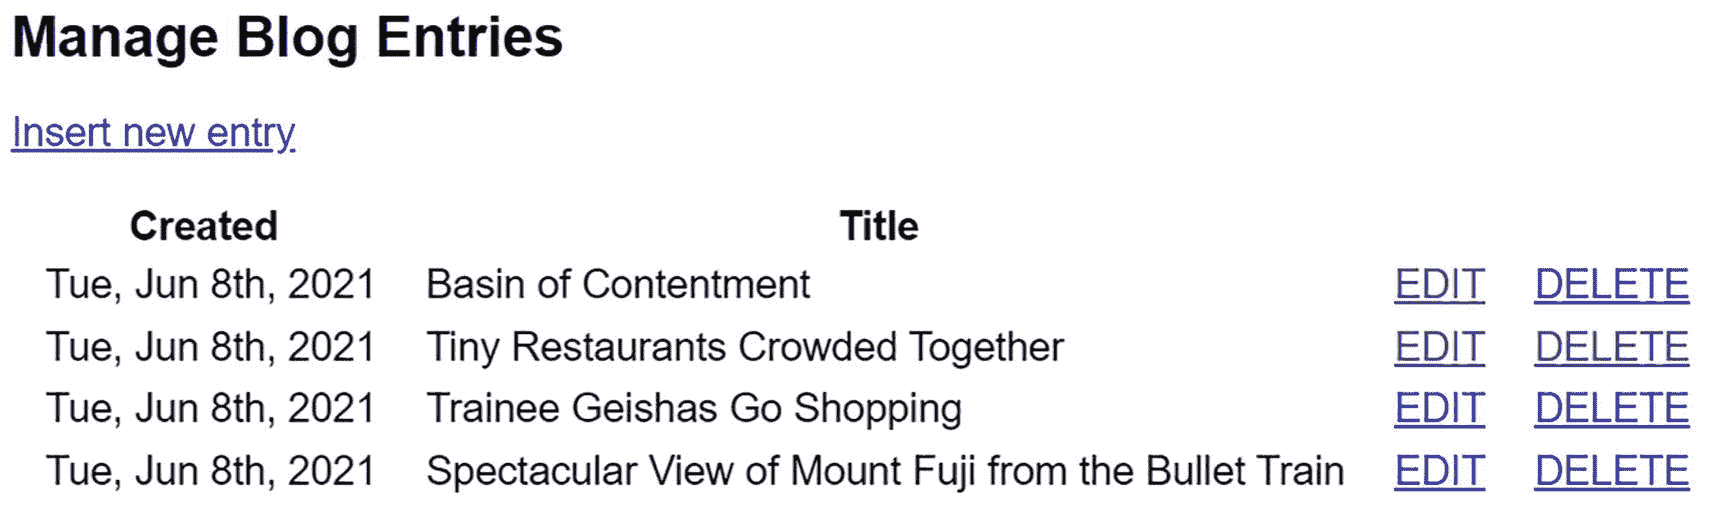 Manage Blog Entries
Insert new entry
Created Title
Tue, Jun 8th, 2021 Basin of Contentment EDIT DELETE
Tue, Jun 8th, 2021 Tiny Restaurants Crowded Together EDIT DELETE
Tue, Jun 8th, 2021 Trainee Geishas Go Shopping EDIT DELETE
Tue, Jun 8th, 2021 Spectacular View of Mount Fuji from the Bullet Train EDIT DELETE